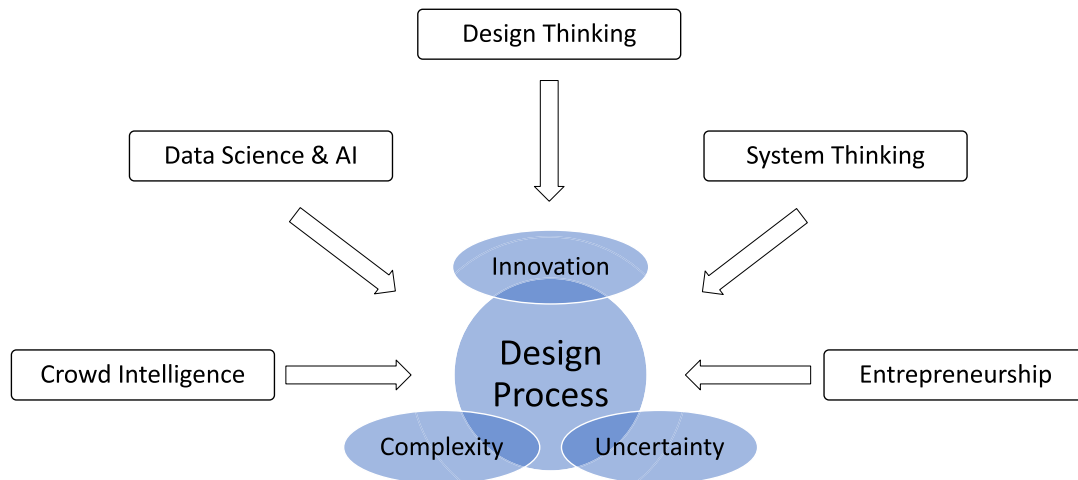 Design Thinking
Data Science & AI
System Thinking
Innovation
Design
Process
Crowd Intelligence
Entrepreneurship
Complexity
Uncertainty